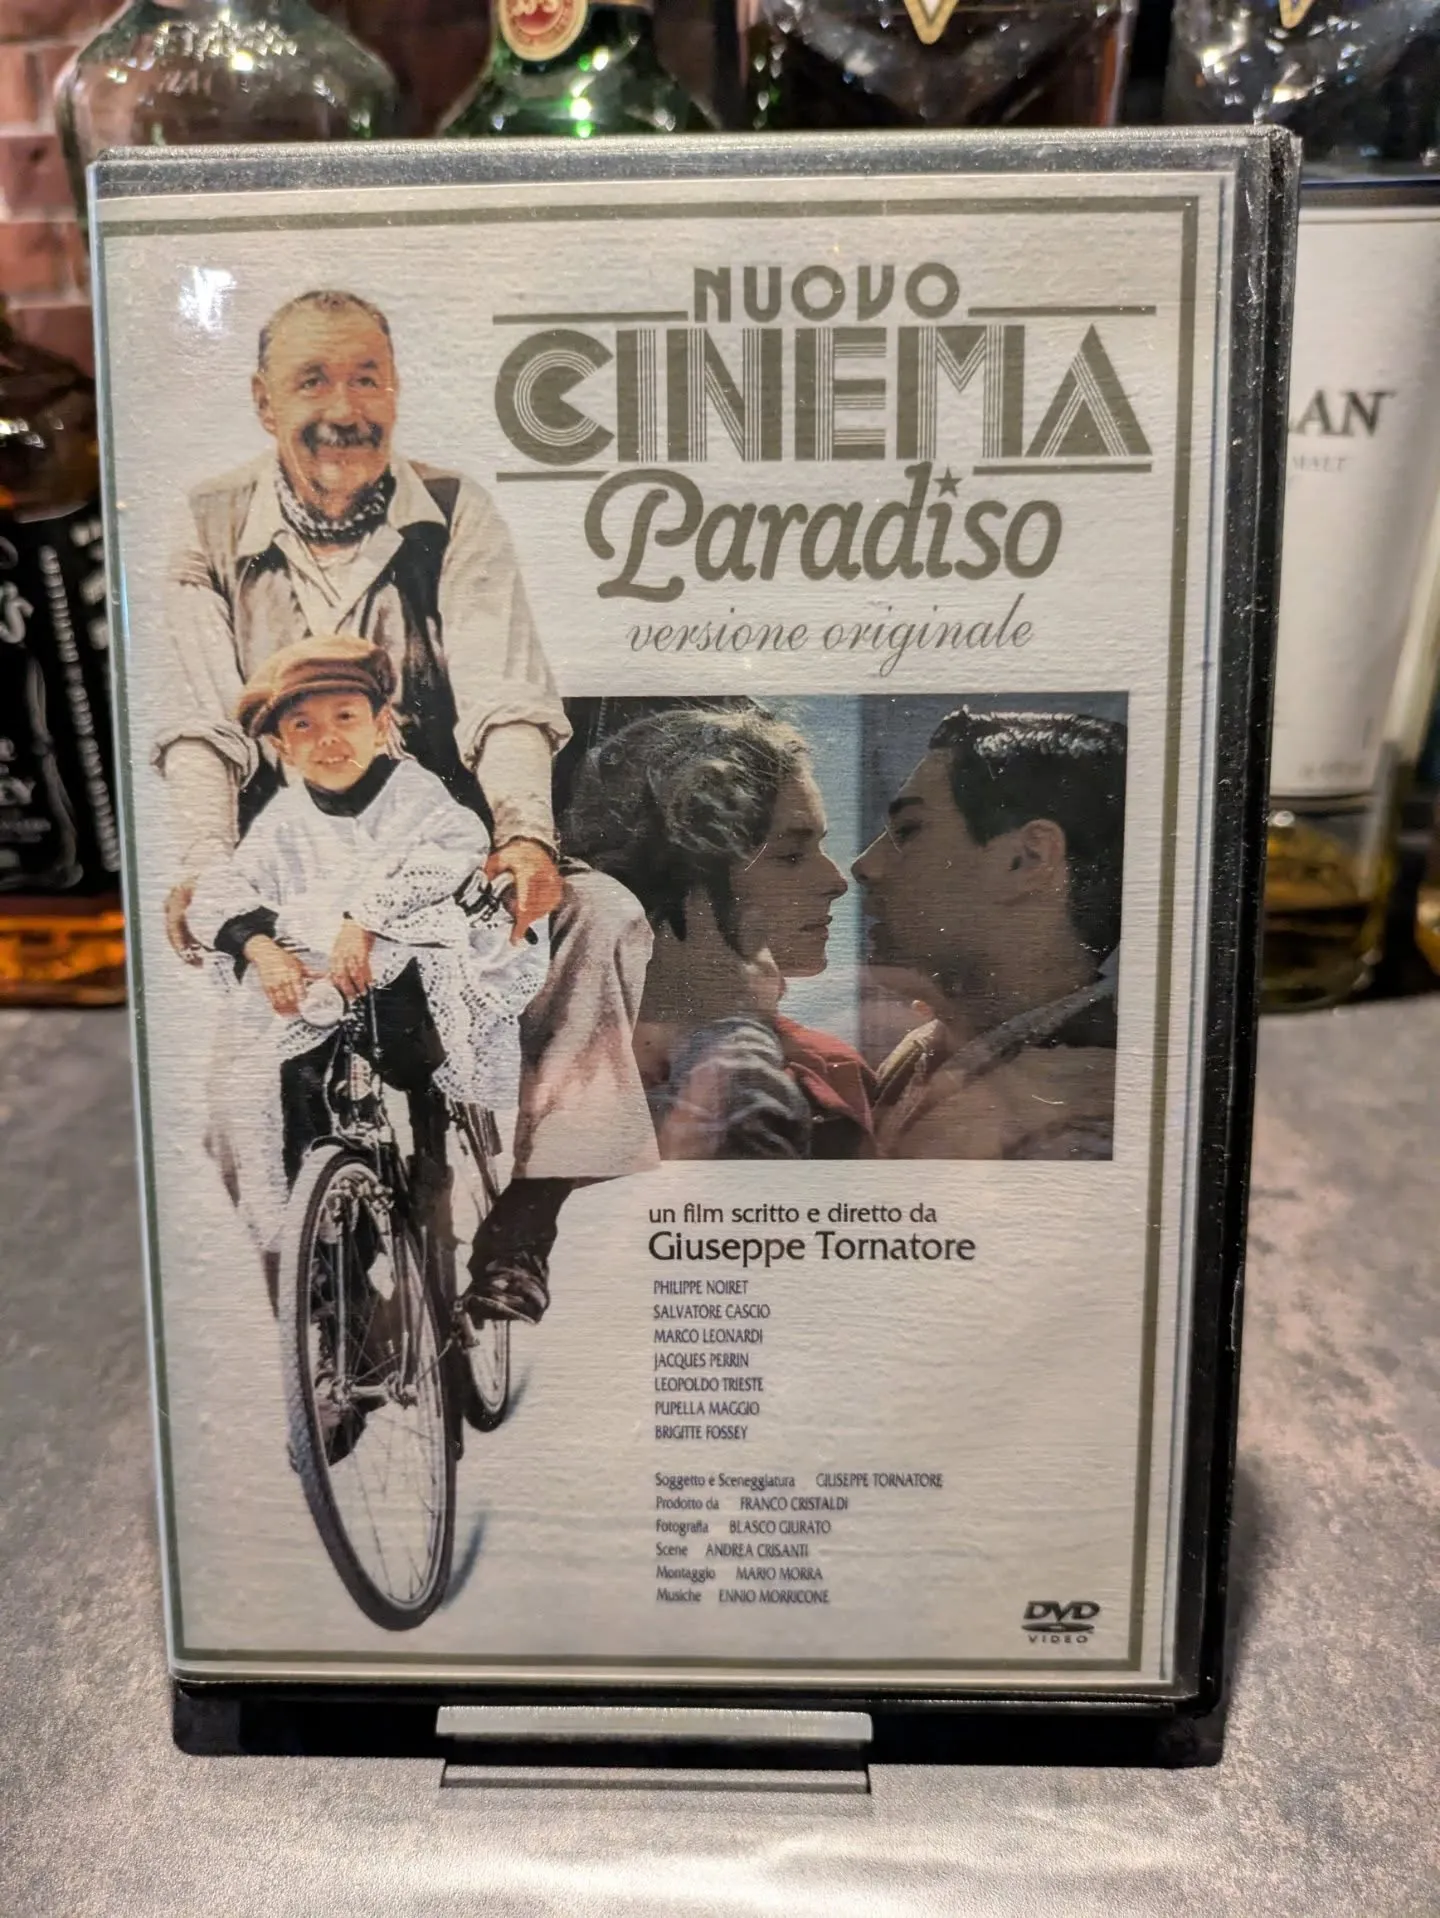 NUOVO
CINEMA
Paradiso
versione originale
un film scritto e diretto da
Giuseppe Tornatore
PHILIPPE NOIRET
SALVATORE CASCIO
MARCO LEONARDI
JACQUES PERRIN
LEOPOLDO TRIESTE
PUPELLA MAGGIO
BRIGITTE FOSSEY
Soggetto e Sceneggiatura GIUSEPPE TORNATORE
Prodotto da FRANCO CRISTALDI
Fotografia BLASCO GIURATO
Scene ANDREA CRISANTI
Montaggio MARIO MORRA
Musiche ENNIO MORRICONE
DVD
VIDEO
LAN
MALT